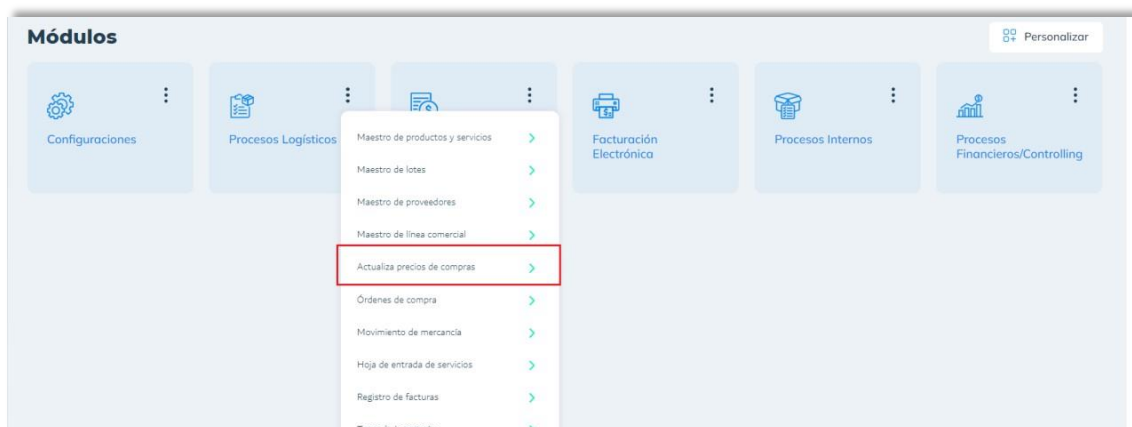 Módulos
Personalizar
Configuraciones
Procesos Logísticos
Facturación
Electrónica
Procesos Internos
Procesos
Financieros/Controlling
Maestro de productos y servicios
Maestro de lotes
Maestro de proveedores
Maestro de línea comercial
Actualiza precios de compras
Órdenes de compra
Movimiento de mercancía
Hoja de entrada de servicios
Registro de facturas